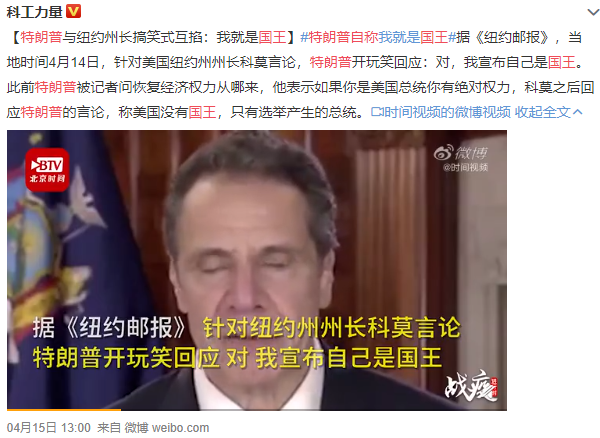 科工力量
【特朗普与纽约州长搞笑式互掐：我就是国王】#特朗普自称我就是国王#据《纽约邮报》，当
地时间4月14日，针对美国纽约州州长科莫言论，特朗普开玩笑回应：对，我宣布自己是国王。
此前特朗普被记者问恢复经济权力从哪来，他表示如果你是美国总统你有绝对权力，科莫之后回
应特朗普的言论，称美国没有国王，只有选举产生的总统。时间视频的微博视频 收起全文
BTV
北京时间
微博
@时间视频
据《纽约邮报》 针对纽约州州长科莫言论
特朗普开玩笑回应 对 我宣布自己是国王
战疫
04月15日 13:00 来自 微博 weibo.com